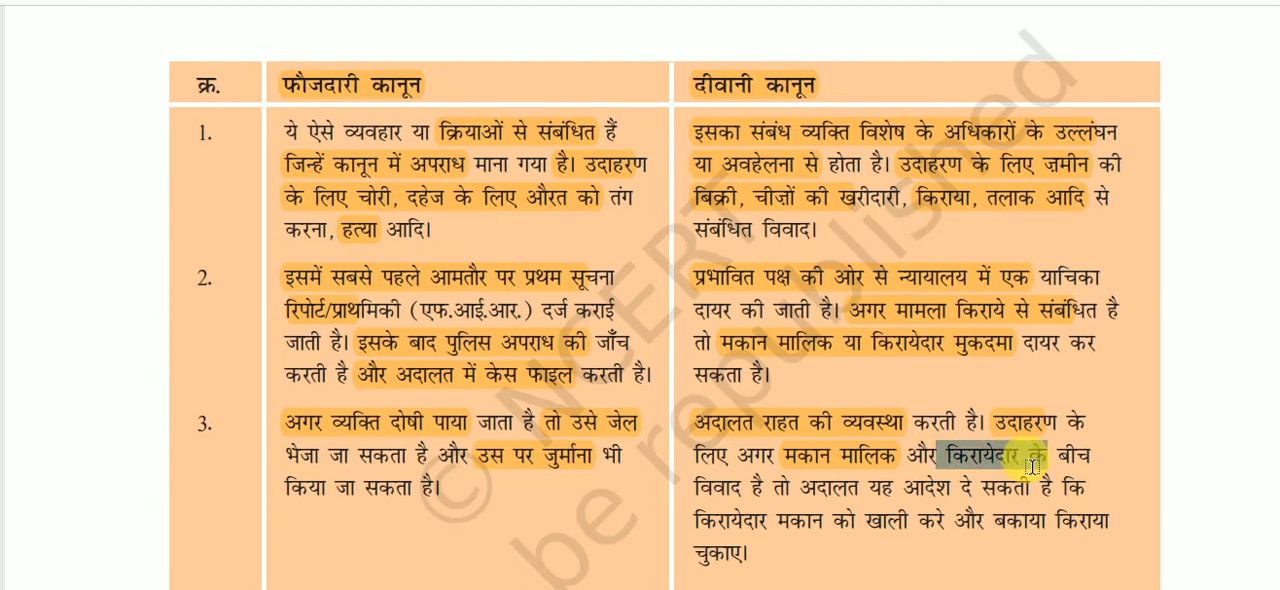 क्र.
फौजदारी कानून
दीवानी कानून
1.
ये ऐसे व्यवहार या क्रियाओं से संबंधित हैं
जिन्हें कानून में अपराध माना गया है। उदाहरण
के लिए चोरी, दहेज के लिए औरत को तंग
करना, हत्या आदि।
इसका संबंध व्यक्ति विशेष के अधिकारों के उल्लंघन
या अवहेलना से होता है। उदाहरण के लिए ज़मीन की
बिक्री, चीज़ों की खरीदारी, किराया, तलाक आदि से
संबंधित विवाद।
2.
इसमें सबसे पहले आमतौर पर प्रथम सूचना
रिपोर्ट/प्राथमिकी (एफ.आई.आर.) दर्ज कराई
जाती है। इसके बाद पुलिस अपराध की जाँच
करती है और अदालत में केस फाइल करती है।
प्रभावित पक्ष की ओर से न्यायालय में एक याचिका
दायर की जाती है। अगर मामला किराये से संबंधित है
तो मकान मालिक या किरायेदार मुकदमा दायर कर
सकता है।
3.
अगर व्यक्ति दोषी पाया जाता है तो उसे जेल
भेजा जा सकता है और उस पर जुर्माना भी
किया जा सकता है।
अदालत राहत की व्यवस्था करती है। उदाहरण के
लिए अगर मकान मालिक और किरायेदार के बीच
विवाद है तो अदालत यह आदेश दे सकती है कि
किरायेदार मकान को खाली करे और बकाया किराया
चुकाए।
© NCERT
be republished